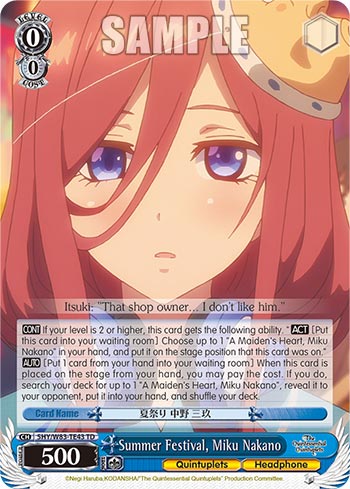 SAMPLE
LEVEL
0
0
COST
Itsuki: "That shop owner... I don't like him."
CONT If your level is 2 or higher, this card gets the following ability. "ACT [Put
this card into your waiting room] Choose up to 1 "A Maiden's Heart, Miku
Nakano" in your hand, and put it on the stage position that this card was on."
AUTO [Put 1 card from your hand into your waiting room] When this card is
placed on the stage from your hand, you may pay the cost. If you do,
search your deck for up to 1 "A Maiden's Heart, Miku Nakano", reveal it to
your opponent, put it into your hand, and shuffle your deck.
Card Name
夏祭り 中野 三玖
CH
5HY/W83-TE43 TD
Summer Festival, Miku Nakano
The Quintessential Quintuplets
POWER
500
Quintuplets
Headphone
©Negi Haruba,KODANSHA/"The Quintessential Quintuplets" Production Committee.